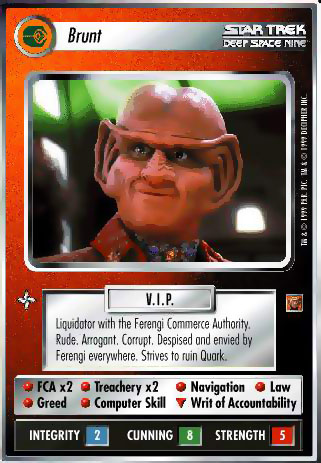 Brunt
STAR TREK
DEEP SPACE NINE
TM & © 1999 PAR. PIC. TM & © 1999 DECIPHER INC.
V.I.P.
Liquidator with the Ferengi Commerce Authority.
Rude. Arrogant. Corrupt. Despised and envied by
Ferengi everywhere. Strives to ruin Quark.
FCA x2 Treachery x2 Navigation Law
Greed Computer Skill Writ of Accountability
INTEGRITY 2 CUNNING 8 STRENGTH 5